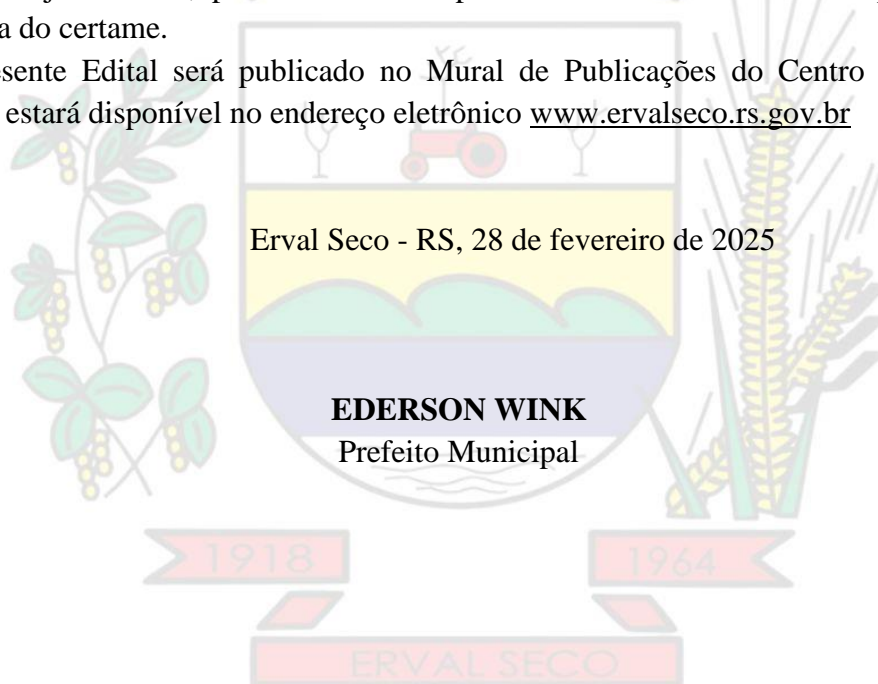 a do certame.
esente Edital será publicado no Mural de Publicações do Centro
estará disponível no endereço eletrônico www.ervalseco.rs.gov.br
Erval Seco - RS, 28 de fevereiro de 2025
EDERSON WINK
Prefeito Municipal
1918 1964
ERVAL SECO